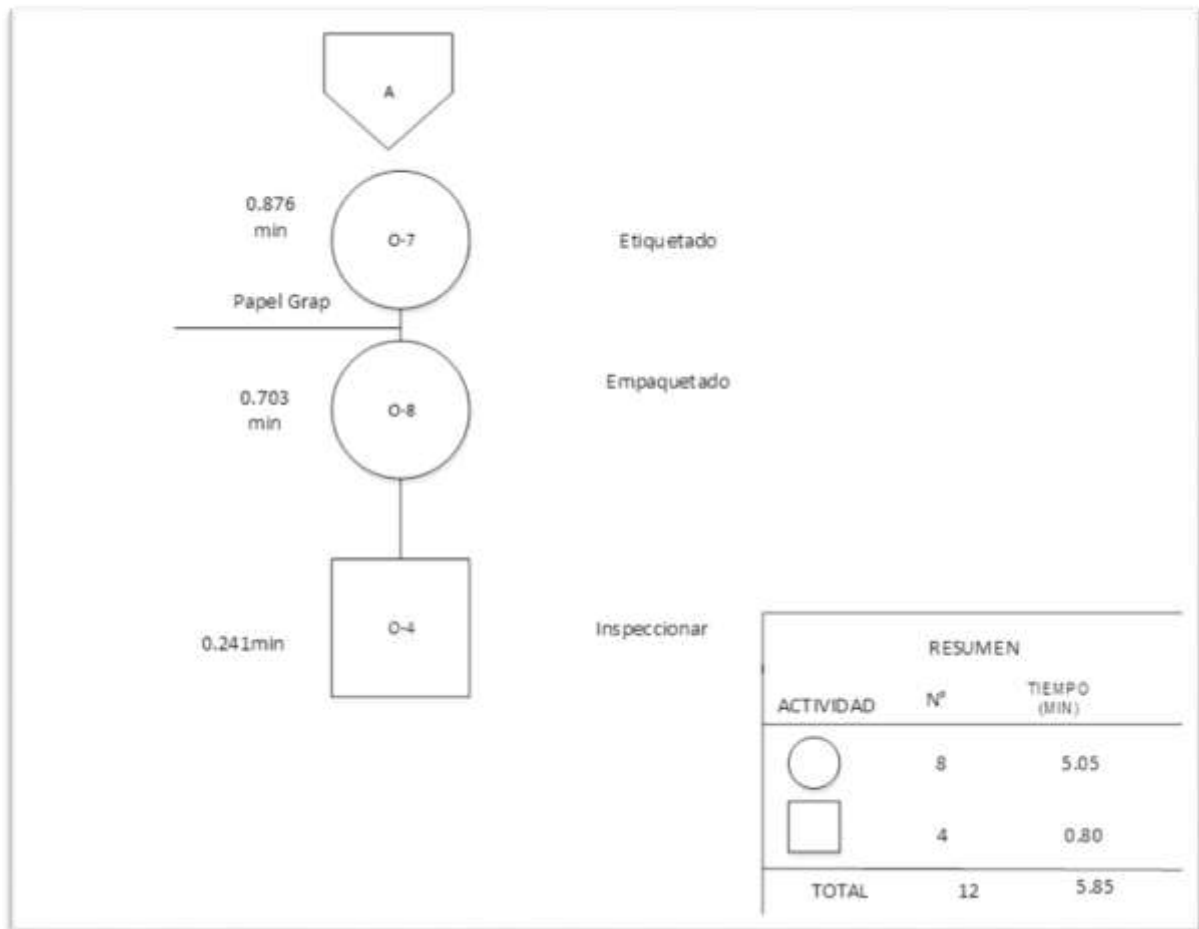 A
0.876
min
O-7
Etiquetado
Papel Grap
Empaquetado
0.703
min
O-8
0.241min
O-4
Inspeccionar
RESUMEN
ACTIVIDAD N° TIEMPO
(MIN)
8 5.05
4 0.80
TOTAL 12 5.85